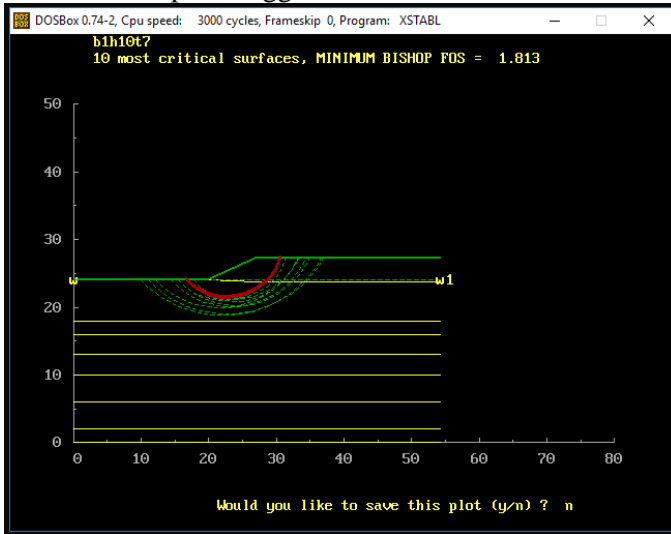 DOSBox 0.74-2, Cpu speed: 3000 cycles, Frameskip 0, Program: XSTABL
b1h10t7
10 most critical surfaces, MINIMUM BISHOP FOS = 1.813
50
40
30
w w1
20
10
0
0 10 20 30 40 50 60 70 80
Would you like to save this plot (y/n) ? n